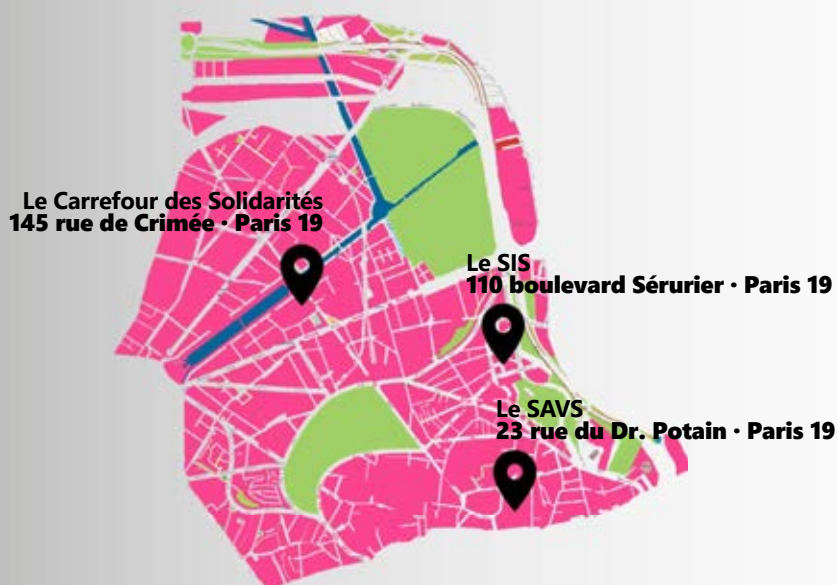 Le Carrefour des Solidarités
145 rue de Crimée · Paris 19
Le SIS
110 boulevard Sérurier · Paris 19
Le SAVS
23 rue du Dr. Potain · Paris 19